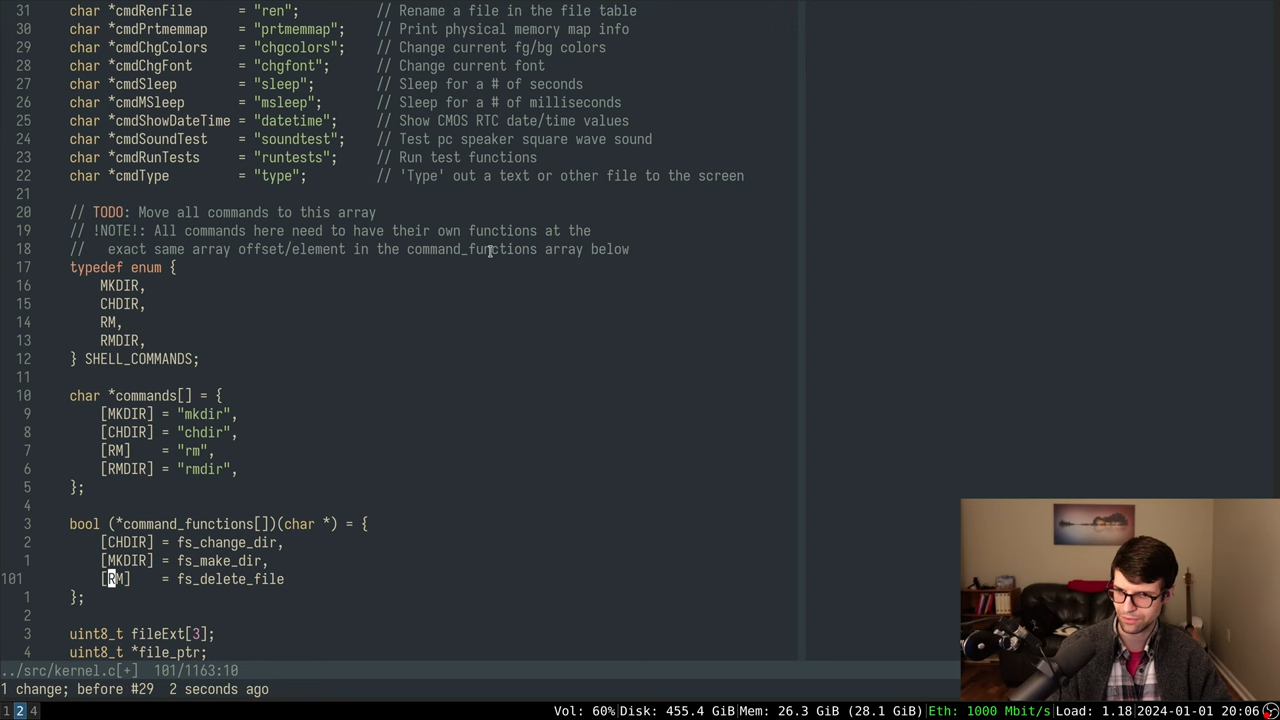 31     char *cmdRenFile      = "ren";        // Rename a file in the file table
30     char *cmdPrtmemmap    = "prtmemmap";  // Print physical memory map info
29     char *cmdChgColors    = "chgcolors";  // Change current fg/bg colors
28     char *cmdChgFont      = "chgfont";    // Change current font
27     char *cmdSleep        = "sleep";      // Sleep for a # of seconds
26     char *cmdMSleep       = "msleep";     // Sleep for a # of milliseconds
25     char *cmdShowDateTime = "datetime";   // Show CMOS RTC date/time values
24     char *cmdSoundTest    = "soundtest";  // Test pc speaker square wave sound
23     char *cmdRunTests     = "runtests";   // Run test functions
22     char *cmdType         = "type";       // 'Type' out a text or other file to the screen
21
20     // TODO: Move all commands to this array
19     // !NOTE!: All commands here need to have their own functions at the
18     //   exact same array offset/element in the command_functions array below
17     typedef enum {
16         MKDIR,
15         CHDIR,
14         RM,
13         RMDIR,
12     } SHELL_COMMANDS;
11
10     char *commands[] = {
9         [MKDIR] = "mkdir",
8         [CHDIR] = "chdir",
7         [RM]    = "rm",
6         [RMDIR] = "rmdir",
5     };
4
3     bool (*command_functions[])(char *) = {
2         [CHDIR] = fs_change_dir,
1         [MKDIR] = fs_make_dir,
101         [RM]    = fs_delete_file
1     };
2
3     uint8_t fileExt[3];
4     uint8_t *file_ptr;
../src/kernel.c[+]  101/1163:10
1 change; before #29  2 seconds ago
1 2 4 Vol: 60%|Disk: 455.4 GiB|Mem: 26.3 GiB (28.1 GiB)|Eth: 1000 Mbit/s|Load: 1.18|2024-01-01 20:06